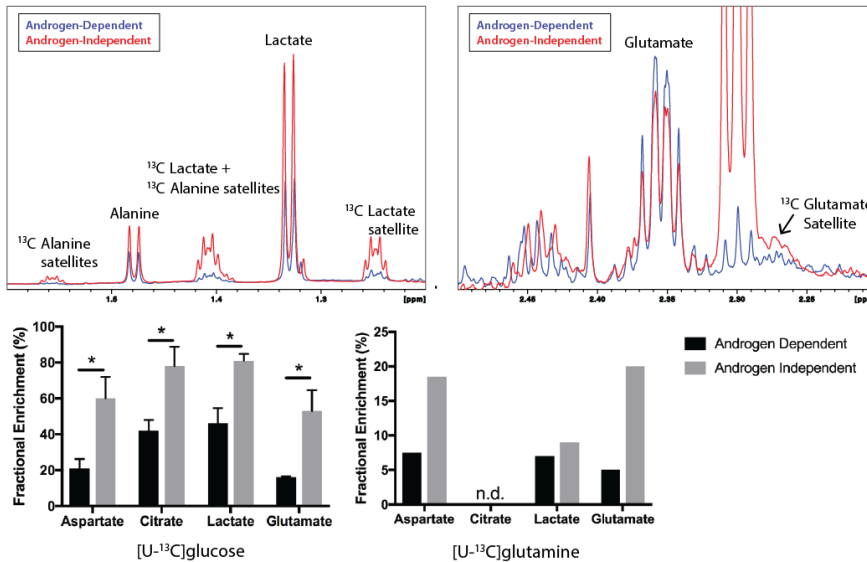 Androgen-Dependent
Androgen-Independent
Lactate
¹³C Lactate +
¹³C Alanine satellites
Alanine
¹³C Alanine
satellites
¹³C Lactate
satellite
1.6
1.4
1.3
[ppm]
Androgen-Dependent
Androgen-Independent
Glutamate
¹³C Glutamate
Satellite
2.45
2.40
2.35
2.30
2.25
[ppm]
Fractional Enrichment (%)
100
80
60
40
20
0
*
*
*
*
Aspartate Citrate Lactate Glutamate
[U-¹³C]glucose
Fractional Enrichment (%)
25
20
15
10
5
0
n.d.
Aspartate Citrate Lactate Glutamate
[U-¹³C]glutamine
Androgen Dependent
Androgen Independent